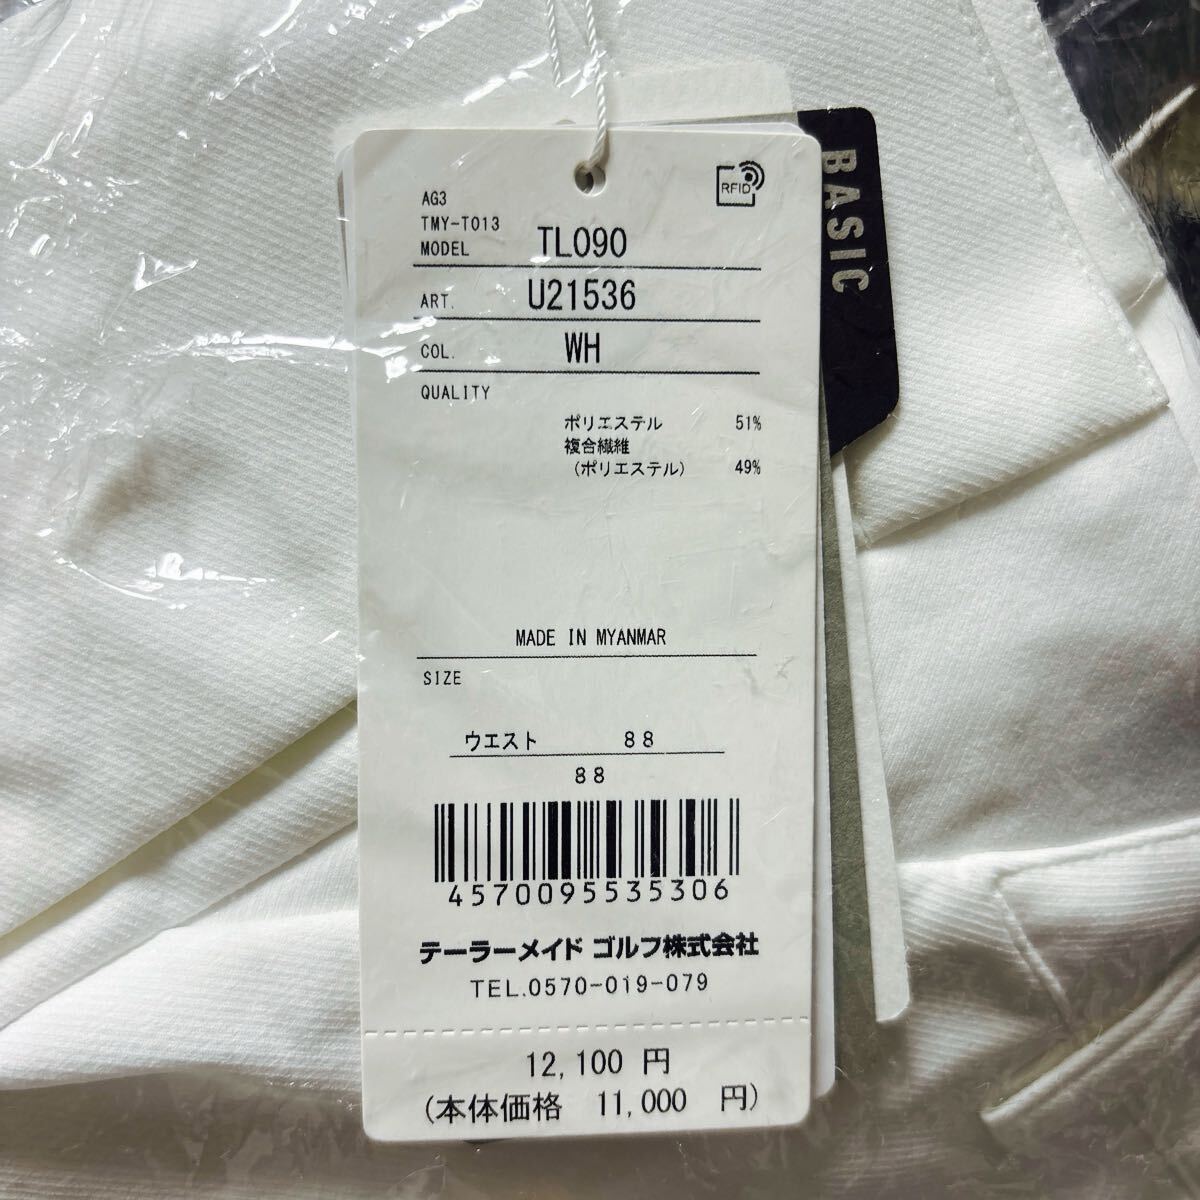 RFID
BASIC
AG3
TMY-T013
MODEL TL090
ART. U21536
COL. WH
QUALITY
ポリエステル 51%
複合繊維
(ポリエステル) 49%
MADE IN MYANMAR
SIZE
ウエスト 88
88
4570095535306
テーラーメイド ゴルフ株式会社
TEL.0570-019-079
12,100 円
(本体価格 11,000 円)